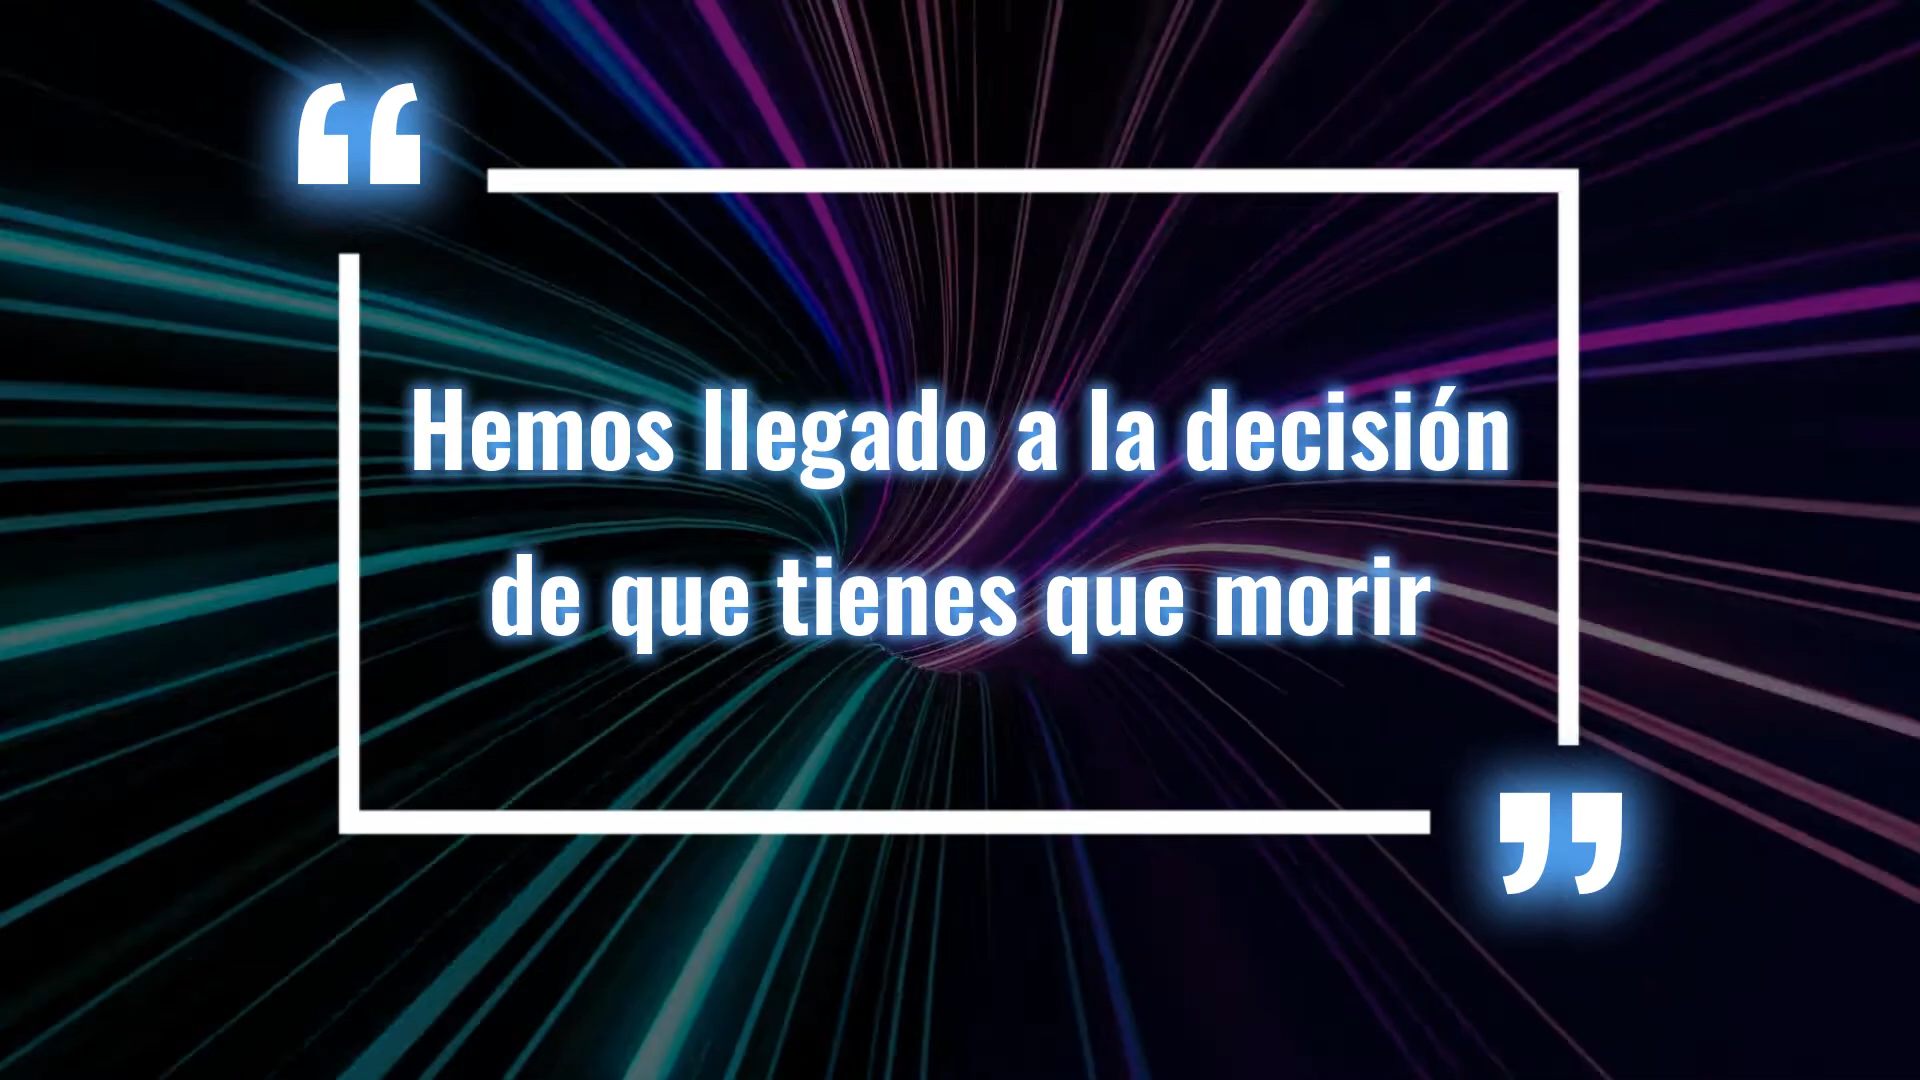 “
Hemos llegado a la decisión
de que tienes que morir
”